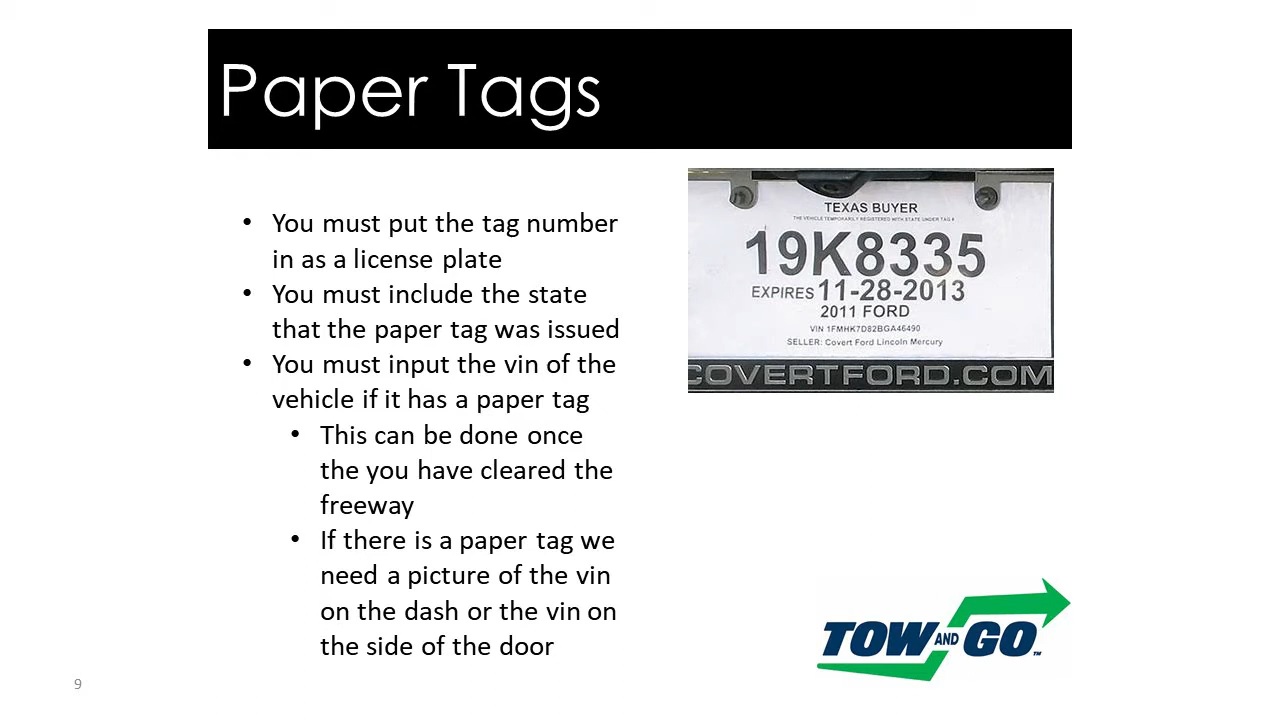 Paper Tags
• You must put the tag number
in as a license plate
• You must include the state
that the paper tag was issued
• You must input the vin of the
vehicle if it has a paper tag
• This can be done once
the you have cleared the
freeway
• If there is a paper tag we
need a picture of the vin
on the dash or the vin on
the side of the door
TEXAS BUYER
THE VEHICLE TEMPORARILY REGISTERED WITH STATE UNDER TAG #
19K8335
EXPIRES 11-28-2013
2011 FORD
VIN 1FMHK7D82BGA46490
SELLER: Covert Ford Lincoln Mercury
COVERTFORD.COM
TOW AND GO™
9